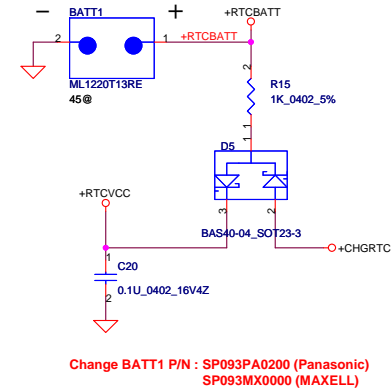 − BATT1 + +RTCBATT
2 1 +RTCBATT
ML1220T13RE
45@
2
R15
1K_0402_5%
1
1
D5
+RTCVCC
3 2
BAS40-04_SOT23-3
+CHGRTC
1
C20
0.1U_0402_16V4Z
2
Change BATT1 P/N : SP093PA0200 (Panasonic)
SP093MX0000 (MAXELL)